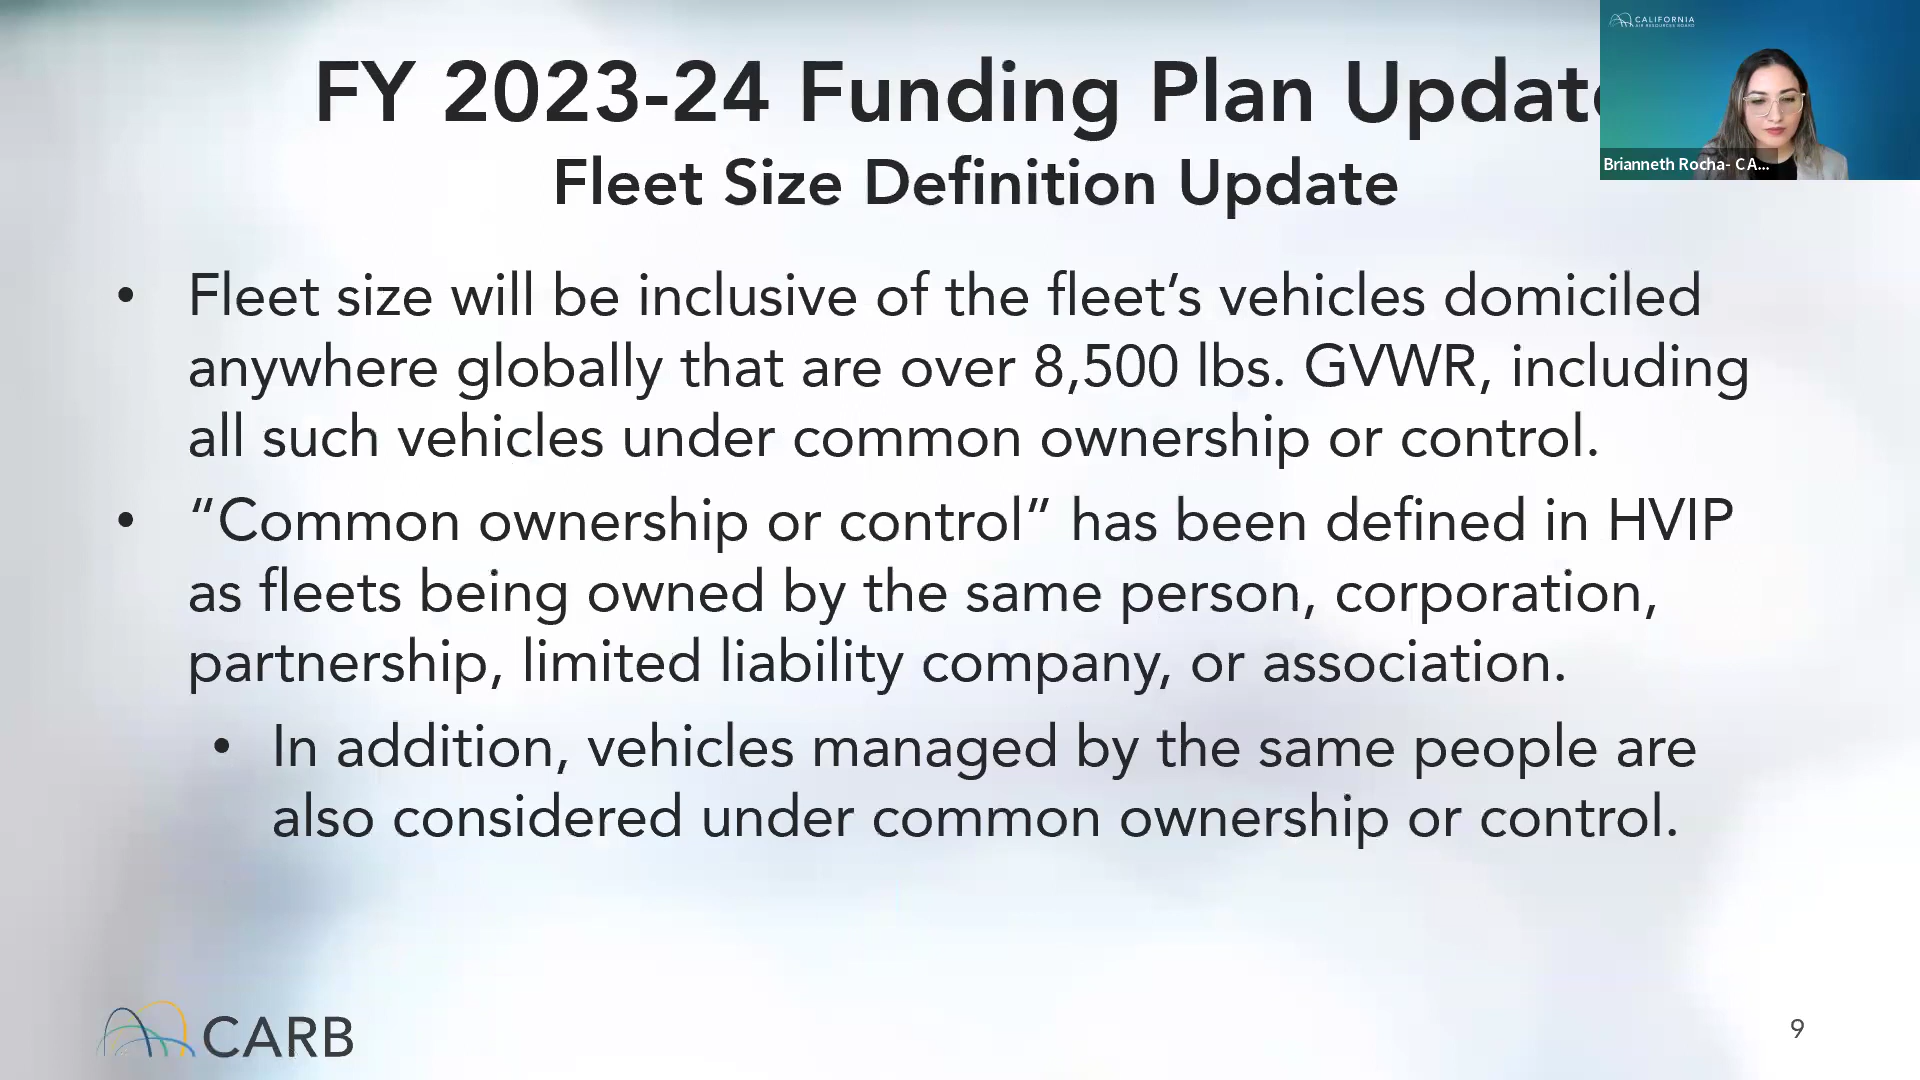 CALIFORNIA
AIR RESOURCES BOARD
FY 2023-24 Funding Plan Update
Brianneth Rocha- CA...
Fleet Size Definition Update
• Fleet size will be inclusive of the fleet’s vehicles domiciled
anywhere globally that are over 8,500 lbs. GVWR, including
all such vehicles under common ownership or control.
• “Common ownership or control” has been defined in HVIP
as fleets being owned by the same person, corporation,
partnership, limited liability company, or association.
• In addition, vehicles managed by the same people are
also considered under common ownership or control.
CARB
9